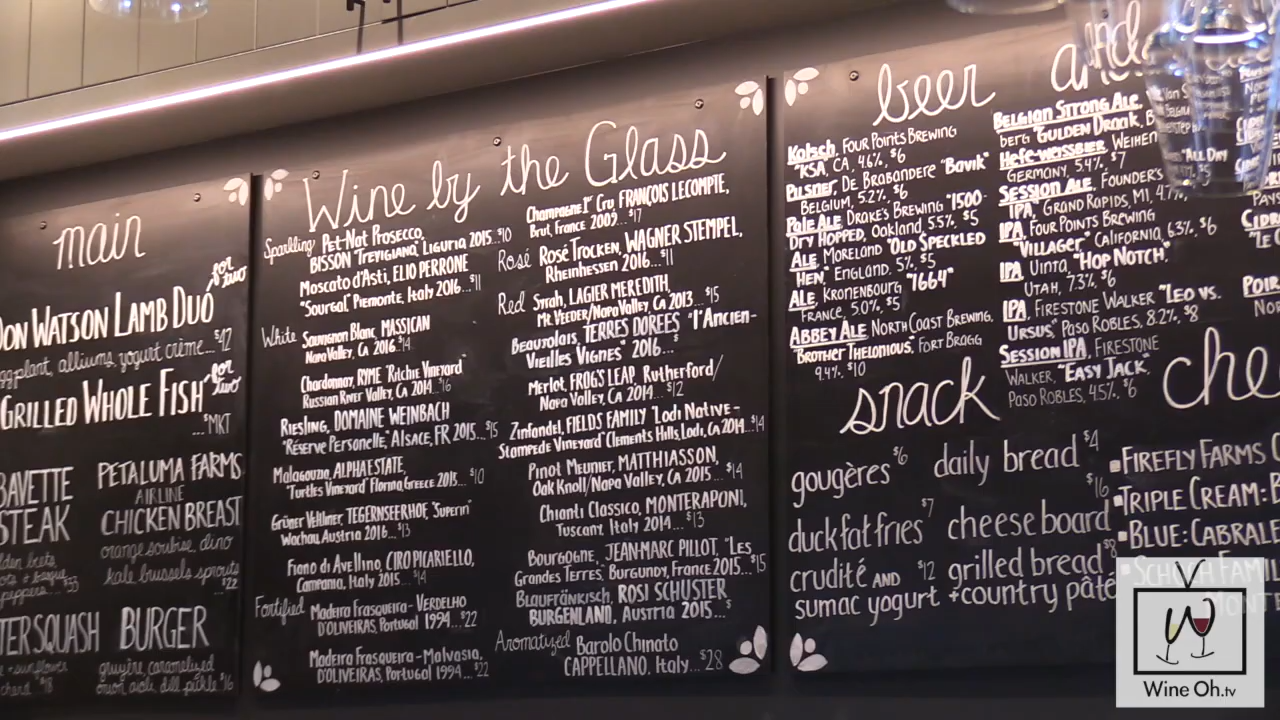 main
for two
DON WATSON LAMB DUO
eggplant, alliums, yogurt crème...$42
GRILLED WHOLE FISH for two
...$MKT
BAVETTE
STEAK
PETALUMA FARMS
AIRLINE
CHICKEN BREAST
orange soubise, dino
kale brussels sprouts
...$22
peppers...$33
SQUASH
BURGER
gruyère caramelized
onion aioli dill pickle $16
Wine by the Glass
Sparkling Pet-Nat Prosecco,
BISSON "Trevigiana," Liguria 2015...$10
Moscato d'Asti, ELIO PERRONE
"Sourgal" Piemonte, Italy 2016...$11
White Sauvignon Blanc, MASSICAN
Napa Valley, CA 2016..$14
Chardonnay, RYME "Ritchie Vineyard"
Russian River Valley, CA 2014...$16
Riesling, DOMAINE WEINBACH
"Réserve Personelle," Alsace, FR 2015...$15
Malagouzia, ALPHA ESTATE,
"Turtles Vineyard" Florina, Greece 2015...$10
Grüner Veltliner, TEGERNSEERHOF, "Superin"
Wachau, Austria 2016...$13
Fiano di Avellino, CIRO PICARIELLO,
Campania, Italy 2015...$14
Fortified Madeira Frasqueira-VERDELHO
D'OLIVEIRAS, Portugal 1994...$22
Madeira Frasqueira-Malvasia,
D'OLIVEIRAS, Portugal 1994...$22
Champagne 1er Cru, FRANÇOIS LECOMPTE,
Brut, France 2009...$17
Rosé Rosé Trocken, WAGNER STEMPEL,
Rheinhessen 2016...$11
Red Syrah, LAGIER MEREDITH,
Mt. Veeder/Napa Valley, Ca 2013...$15
Beaujolais, TERRES DOREES "l'Ancien-
Vieilles Vignes" 2016...$
Merlot, FROG'S LEAP, Rutherford/
Napa Valley, CA 2014...$12
Zinfandel, FIELDS FAMILY "Lodi Native-
Stampede Vineyard" Clements Hills, Lodi, CA 2014...$14
Pinot Meunier, MATTHIASSON,
Oak Knoll/Napa Valley, CA 2015...$14
Chianti Classico, MONTERAPONI,
Tuscany, Italy 2014...$13
Bourgogne, JEAN-MARC PILLOT, "Les
Grandes Terres," Burgundy, France 2015...$15
Blaufränkisch, ROSI SCHUSTER
BURGENLAND, AUSTRIA 2015...$
Aromatized Barolo Chinato
CAPPELLANO, Italy...$28
beer and
Kolsch, FOUR POINTS BREWING
"KSA," CA, 4.6%, $6
PILSNER, DE BRABANDERE "Bavik"
BELGIUM, 5.2%, $6
Pale ALE, DRAKE'S BREWING "1500-
DRY HOPPED, Oakland, 5.5%, $5
ALE, MORELAND "OLD SPECKLED
HEN," ENGLAND, 5%, $5
ALE, KRONENBOURG "1664"
FRANCE, 5.0%, $5
ABBEY ALE NORTH COAST BREWING,
"BROTHER THELONIOUS," FORT BRAGG
9.4%, $10
BELGIAN STRONG ALE,
berg "GULDEN DRAAK, B
HEFE-WEISSBIER, WEIHEN
GERMANY, 5.4%, $7
SESSION ALE, FOUNDER'S
IPA, GRAND RAPIDS, MI, 4.7%,
IPA, FOUR POINTS BREWING
"VILLAGER," CALIFORNIA, 6.3%, $6
IPA, Uinta, "HOP NOTCH,"
UTAH, 7.3%, $6
IPA, FIRESTONE WALKER "LEO VS.
URSUS," PASO ROBLES, 8.2%, $8
SESSION IPA, FIRESTONE
WALKER, "EASY JACK,"
PASO ROBLES, 4.5%, $6
"ALL DAY
snack
gougères $6
daily bread $4
duck fat fries $7
cheese board $16
crudité AND $12
sumac yogurt
grilled bread $8
+country pâté
che
FIREFLY FARMS
TRIPLE CREAM:
BLUE: CABRALE
SCHOCH FAMIL
MONT
Wine Oh.tv